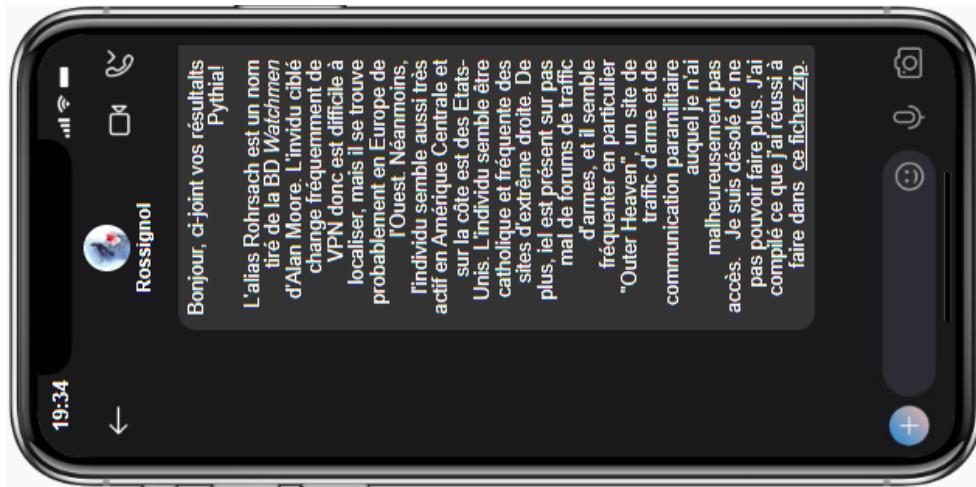 19:34
Rossignol
Bonjour, ci-joint vos résultalts
Pythia!
L'alias Rohrsach est un nom
tiré de la BD Watchmen
d'Alan Moore. L'invidu ciblé
change fréquemment de
VPN donc est difficile à
localiser, mais il se trouve
probablement en Europe de
l'Ouest. Néanmoins,
l'individu semble aussi très
actif en Amérique Centrale et
sur la côte est des Etats-
Unis. L'individu semble être
catholique et fréquente des
sites d'extrême droite. De
plus, iel est présent sur pas
mal de forums de traffic
d'armes, et il semble
fréquenter en particulier
"Outer Heaven", un site de
traffic d'arme et de
communication paramilitaire
auquel je n'ai
malheureusement pas
accès. Je suis désolé de ne
pas pouvoir faire plus. J'ai
compilé ce que j'ai réussi à
faire dans ce ficher zip.